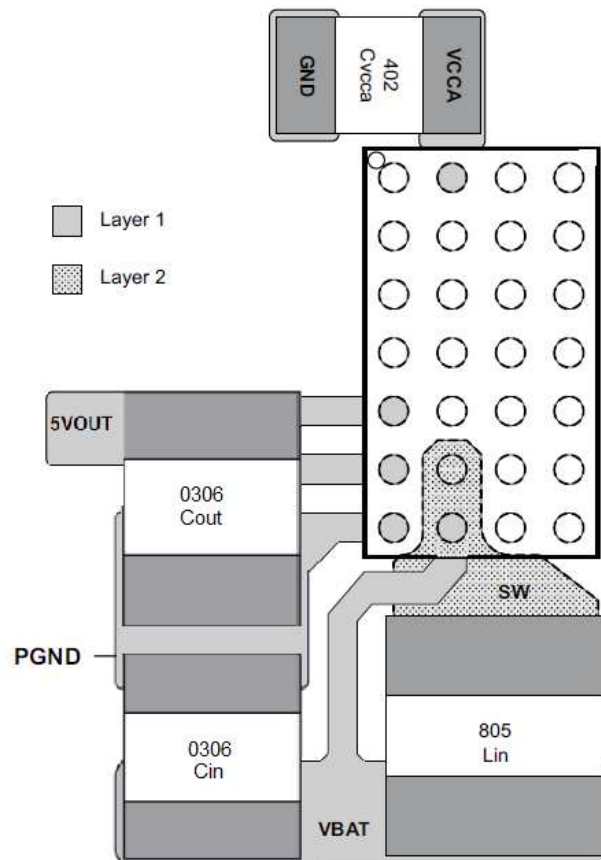 GND
402
Cvcca
VCCA
Layer 1
Layer 2
5VOUT
0306
Cout
SW
PGND
0306
Cin
805
Lin
VBAT